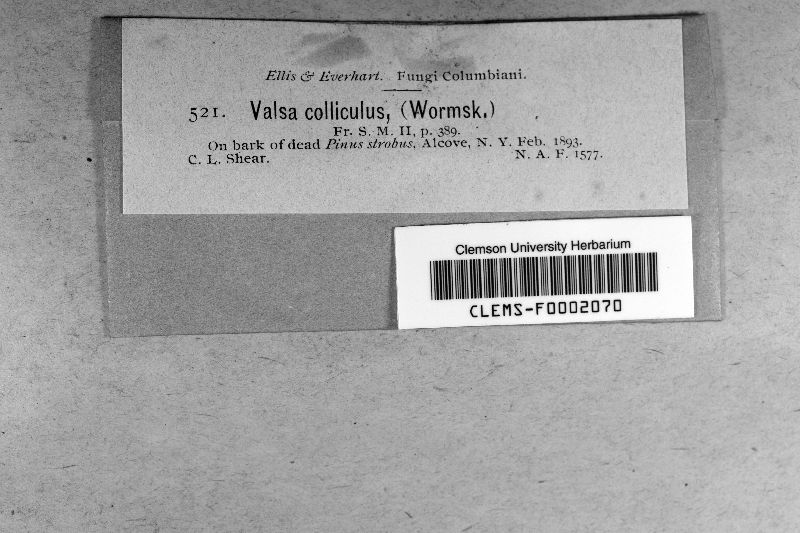 Ellis & Everhart. Fungi Columbiani.
521. Valsa colliculus, (Wormsk.)
Fr. S. M. II, p. 389.
On bark of dead Pinus strobus, Alcove, N. Y. Feb. 1893.
C. L. Shear. N. A. F. 1577.
Clemson University Herbarium
CLEMS-F0002070